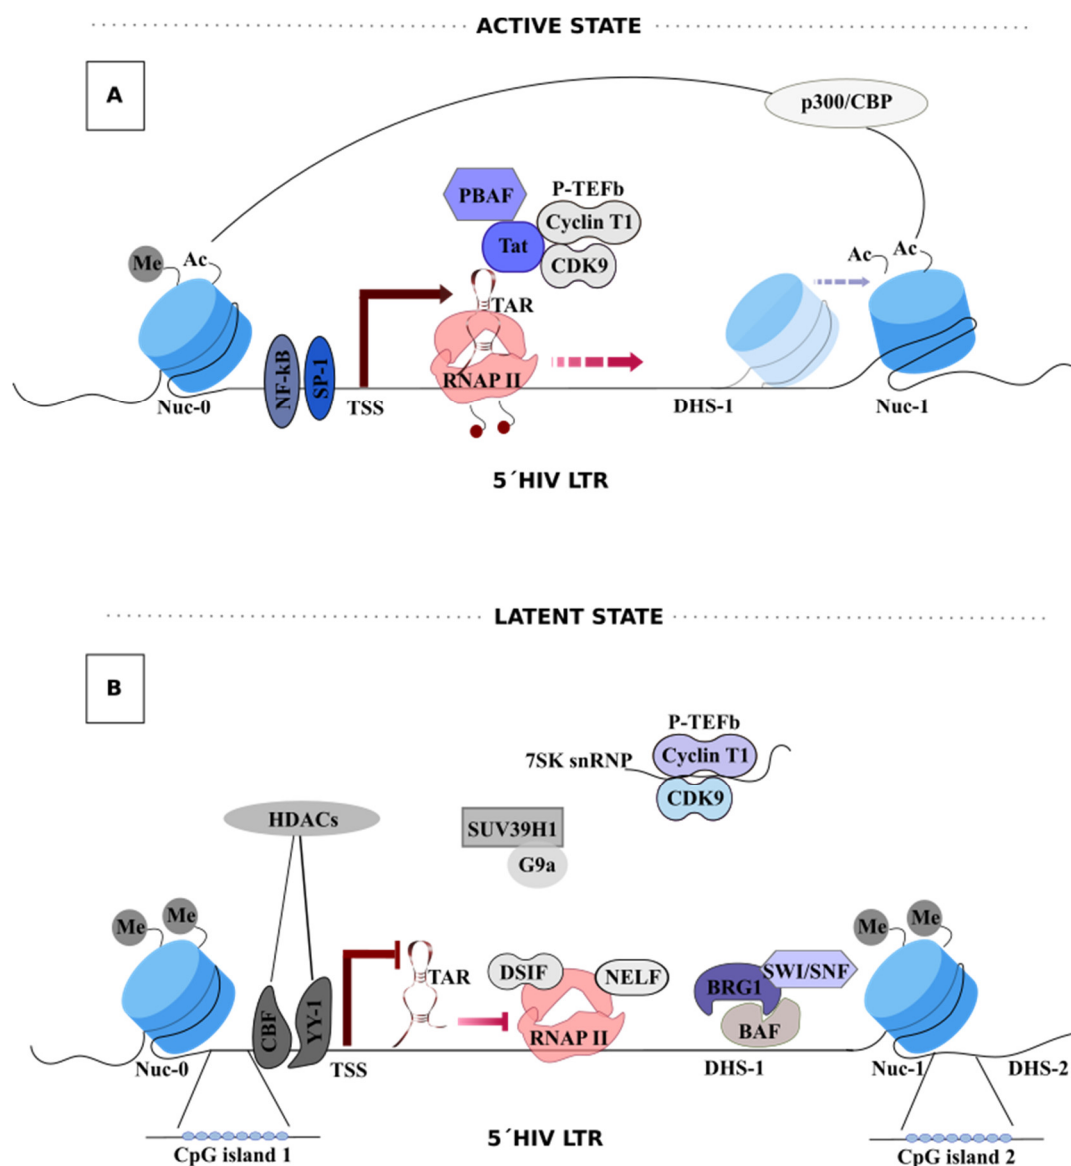 ACTIVE STATE
A
p300/CBP
PBAF
P-TEFb
Cyclin T1
Tat
CDK9
Me
Ac
Ac
Ac
TAR
NF-kB
SP-1
RNAP II
Nuc-0
TSS
DHS-1
Nuc-1
5´HIV LTR
LATENT STATE
B
P-TEFb
7SK snRNP
Cyclin T1
CDK9
HDACs
SUV39H1
G9a
Me
Me
Me
Me
TAR
DSIF
NELF
SWI/SNF
BRG1
BAF
CBF
YY-1
RNAP II
Nuc-0
TSS
DHS-1
Nuc-1
DHS-2
CpG island 1
5´HIV LTR
CpG island 2